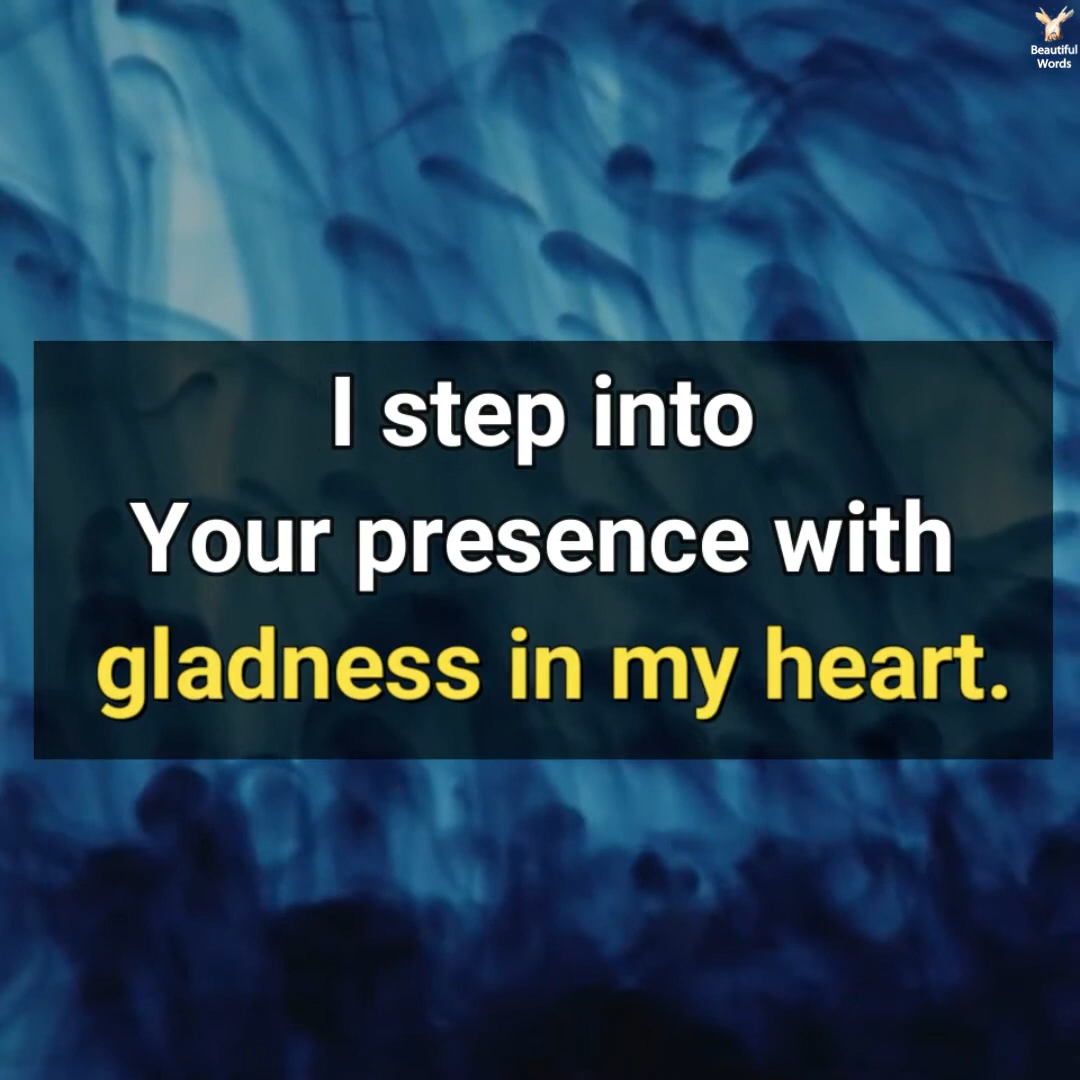 Beautiful
Words
I step into
Your presence with
gladness in my heart.